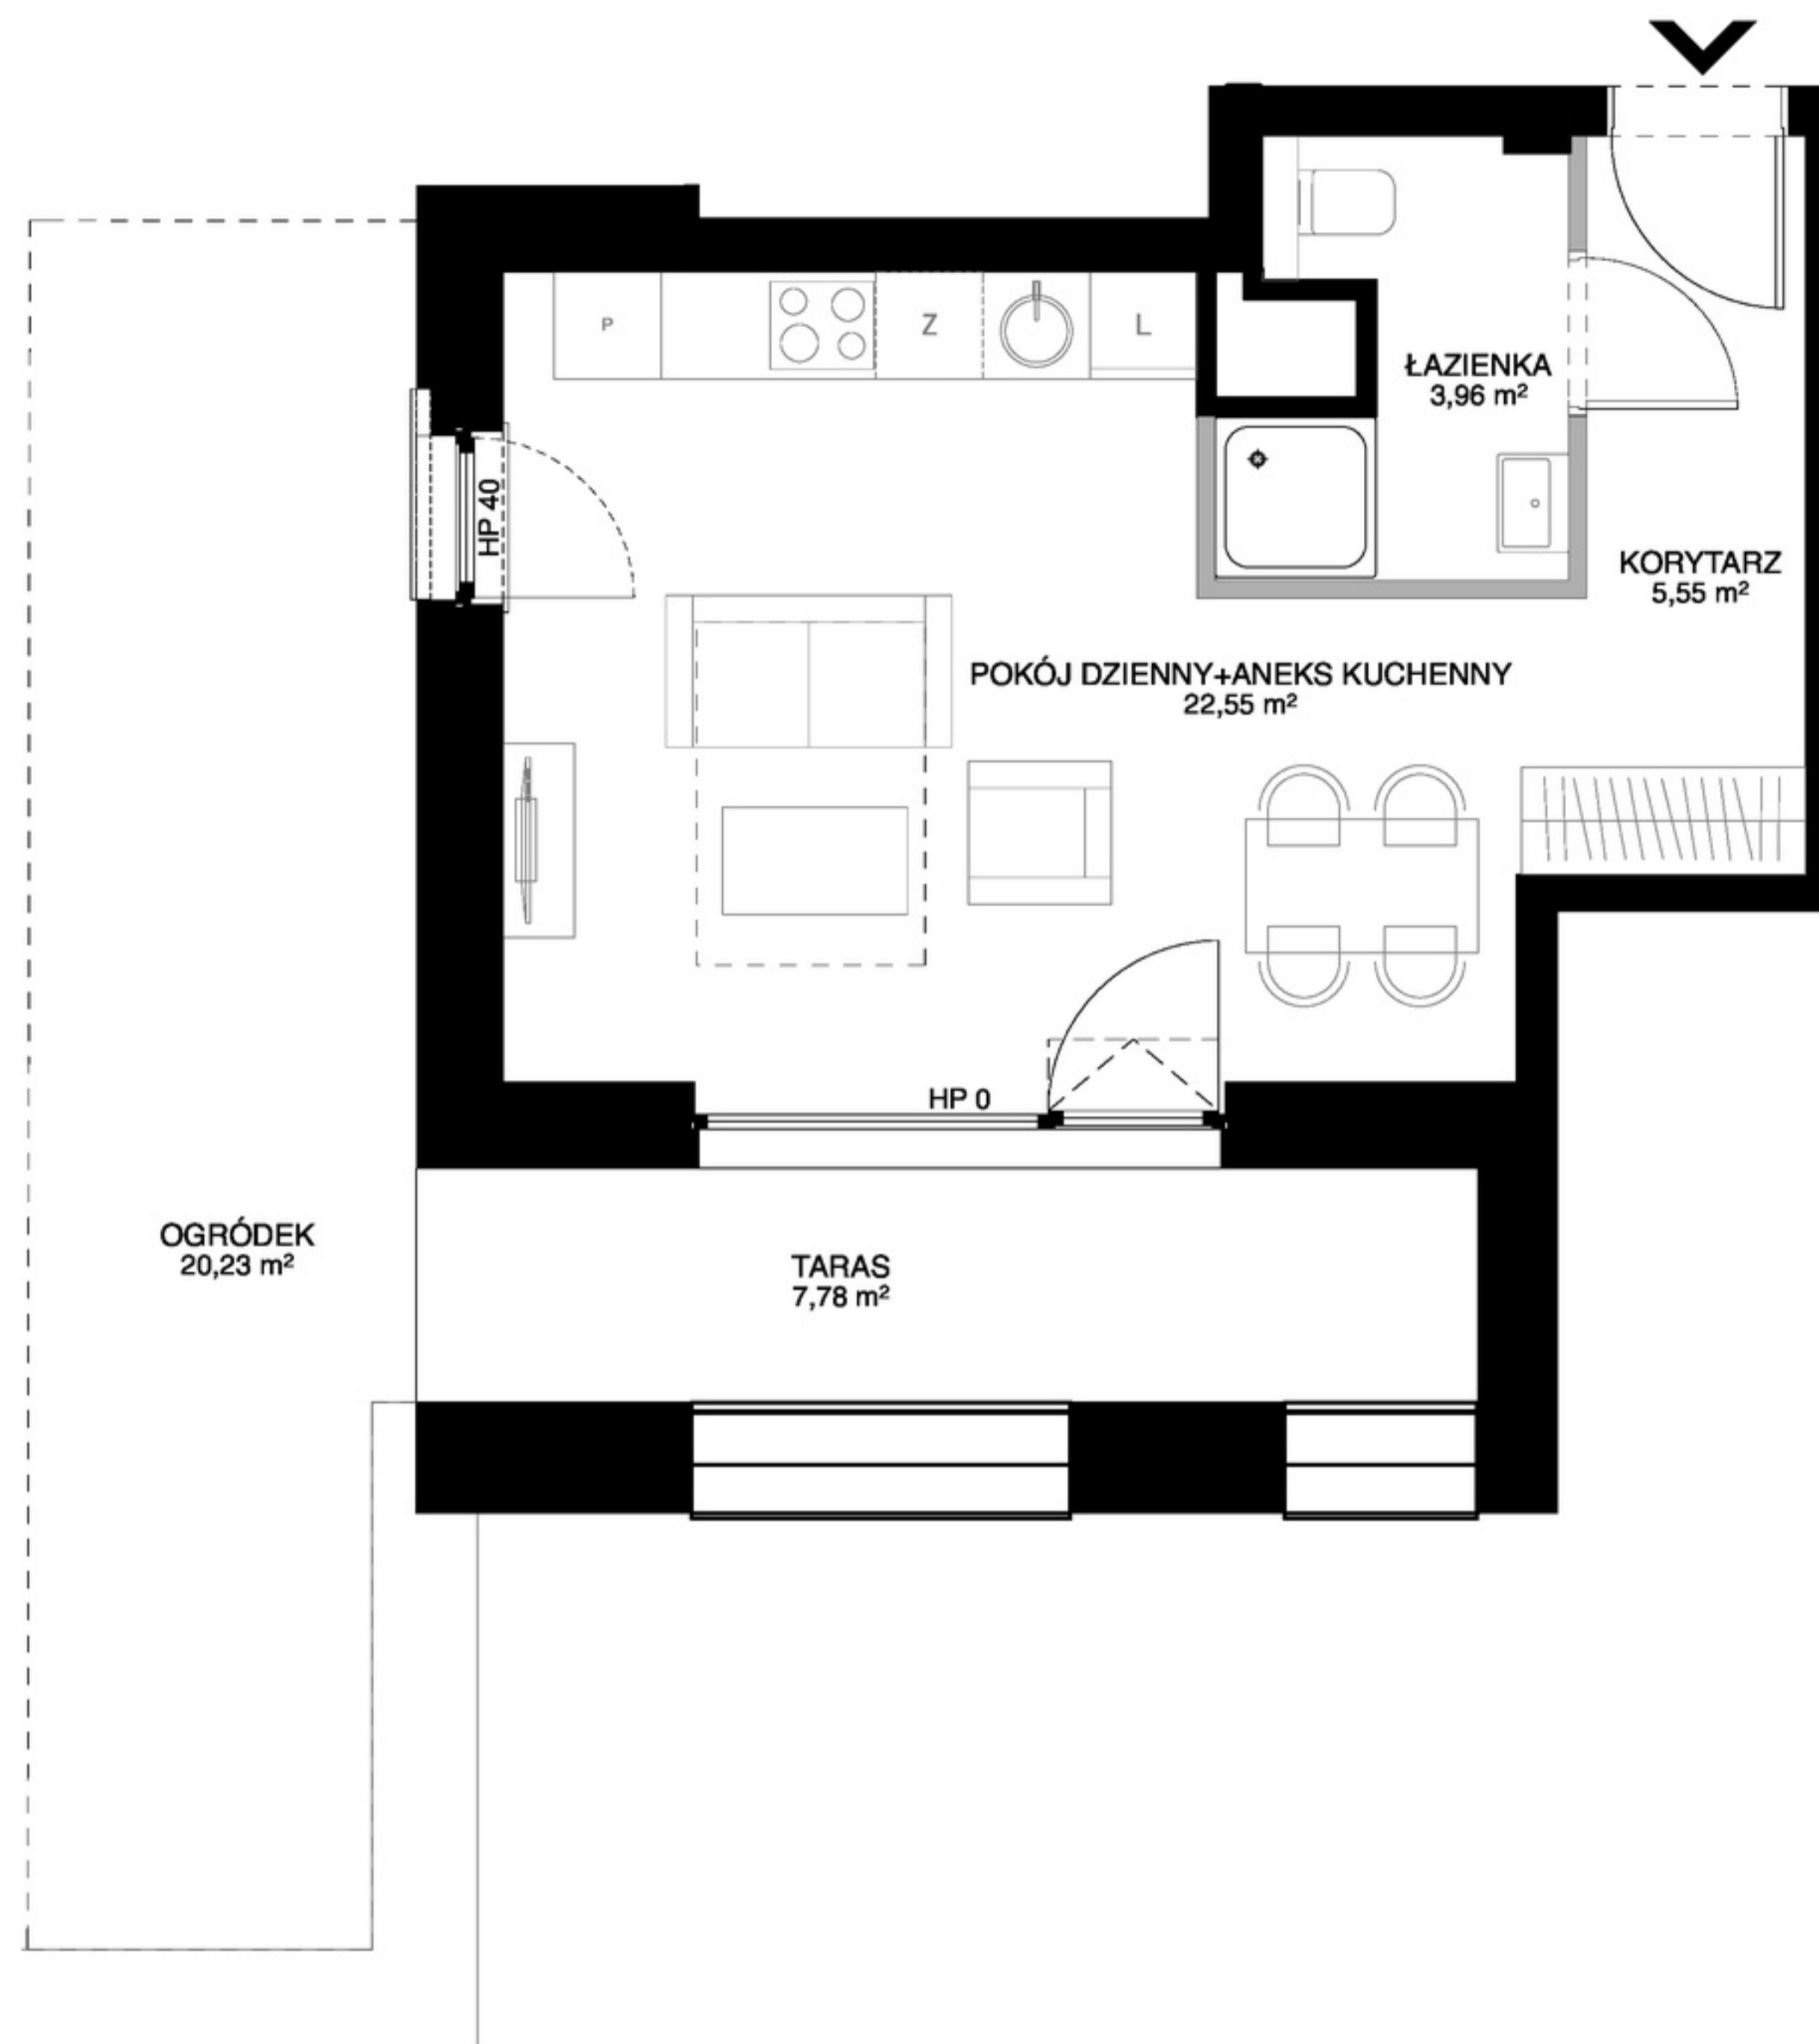 P
Z
L
ŁAZIENKA
3,96 m²
HP 40
KORYTARZ
5,55 m²
POKÓJ DZIENNY+ANEKS KUCHENNY
22,55 m²
HP 0
OGRÓDEK
20,23 m²
TARAS
7,78 m²